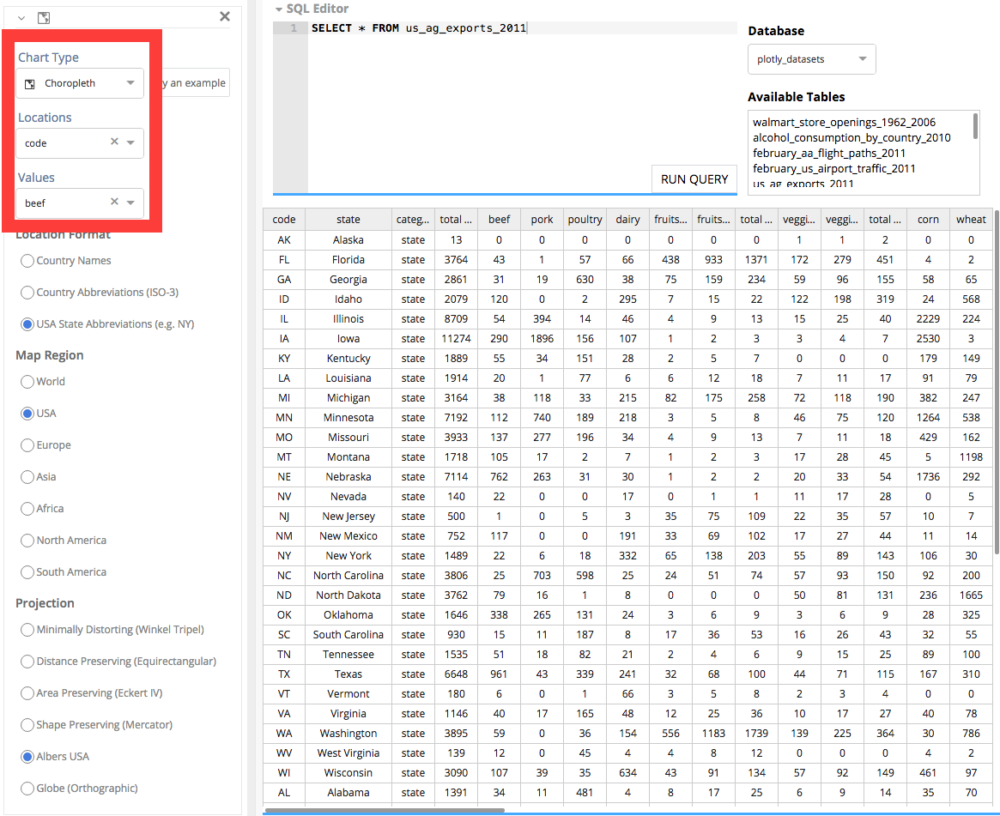 Chart Type
Choropleth
y an example
Locations
code
Values
beef
Location Format
Country Names
Country Abbreviations (ISO-3)
USA State Abbreviations (e.g. NY)
Map Region
World
USA
Europe
Asia
Africa
North America
South America
Projection
Minimally Distorting (Winkel Tripel)
Distance Preserving (Equirectangular)
Area Preserving (Eckert IV)
Shape Preserving (Mercator)
Albers USA
Globe (Orthographic)
SQL Editor
1 SELECT * FROM us_ag_exports_2011
RUN QUERY
Database
plotly_datasets
Available Tables
walmart_store_openings_1962_2006
alcohol_consumption_by_country_2010
february_aa_flight_paths_2011
february_us_airport_traffic_2011
us_ag_exports_2011
code state categ... total ... beef pork poultry dairy fruits... fruits... total ... veggi... veggi... total ... corn wheat
AK Alaska state 13 0 0 0 0 0 0 0 1 1 2 0 0
FL Florida state 3764 43 1 57 66 438 933 1371 172 279 451 4 2
GA Georgia state 2861 31 19 630 38 75 159 234 59 96 155 58 65
ID Idaho state 2079 120 0 2 295 7 15 22 122 198 319 24 568
IL Illinois state 8709 54 394 14 46 4 9 13 15 25 40 2229 224
IA Iowa state 11274 290 1896 156 107 1 2 3 3 4 7 2530 3
KY Kentucky state 1889 55 34 151 28 2 5 7 0 0 0 179 149
LA Louisiana state 1914 20 1 77 6 6 12 18 7 11 17 91 79
MI Michigan state 3164 38 118 33 215 82 175 258 72 118 190 382 247
MN Minnesota state 7192 112 740 189 218 3 5 8 46 75 120 1264 538
MO Missouri state 3933 137 277 196 34 4 9 13 7 11 18 429 162
MT Montana state 1718 105 17 2 7 1 2 3 17 28 45 5 1198
NE Nebraska state 7114 762 263 31 30 1 2 2 20 33 54 1736 292
NV Nevada state 140 22 0 0 17 0 1 1 11 17 28 0 5
NJ New Jersey state 500 1 0 5 3 35 75 109 22 35 57 10 7
NM New Mexico state 752 117 0 0 191 33 69 102 17 27 44 11 14
NY New York state 1489 22 6 18 332 65 138 203 55 89 143 106 30
NC North Carolina state 3806 25 703 598 25 24 51 74 57 93 150 92 200
ND North Dakota state 3762 79 16 1 8 0 0 0 50 81 131 236 1665
OK Oklahoma state 1646 338 265 131 24 3 6 9 3 6 9 28 325
SC South Carolina state 930 15 11 187 8 17 36 53 16 26 43 32 55
TN Tennessee state 1535 51 18 82 21 2 4 6 9 15 25 89 100
TX Texas state 6648 961 43 339 241 32 68 100 44 71 115 167 310
VT Vermont state 180 6 0 1 66 3 5 8 2 3 4 0 0
VA Virginia state 1146 40 17 165 48 12 25 36 10 17 27 40 78
WA Washington state 3895 59 0 36 154 556 1183 1739 139 225 364 30 786
WV West Virginia state 139 12 0 45 4 4 8 12 0 0 0 4 2
WI Wisconsin state 3090 107 39 35 634 43 91 134 57 92 149 461 97
AL Alabama state 1391 34 11 481 4 8 17 25 6 9 14 35 70